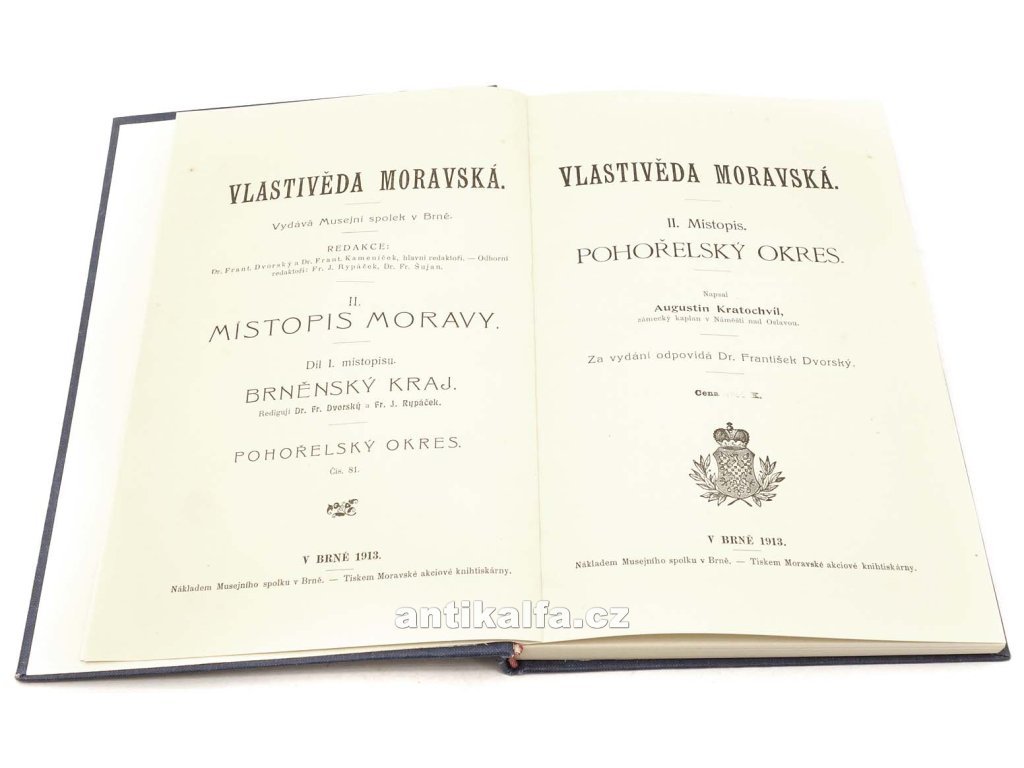 VLASTIVĚDA MORAVSKÁ.
Vydává Musejní spolek v Brně.
REDAKCE:
Dr. Frant. Dvorský a Dr. Frant. Kameníček, hlavní redaktoři. — Odborní
redaktoři: Fr. J. Rypáček, Dr. Fr. Šujan.
II.
MÍSTOPIS MORAVY.
Díl I. místopisu.
BRNĚNSKÝ KRAJ.
Redigují Dr. Fr. Dvorský a Fr. J. Rypáček.
POHOŘELSKÝ OKRES.
Čís. 81.
V BRNĚ 1913.
Nákladem Musejního spolku v Brně. — Tiskem Moravské akciové knihtiskárny.
VLASTIVĚDA MORAVSKÁ.
II. Místopis.
POHOŘELSKÝ OKRES.
Napsal
Augustin Kratochvíl,
zámecký kaplan v Náměšti nad Oslavou.
Za vydání odpovídá Dr. František Dvorský.
Cena K.
V BRNĚ 1913.
Nákladem Musejního spolku v Brně. — Tiskem Moravské akciové knihtiskárny.
antikalfa.cz